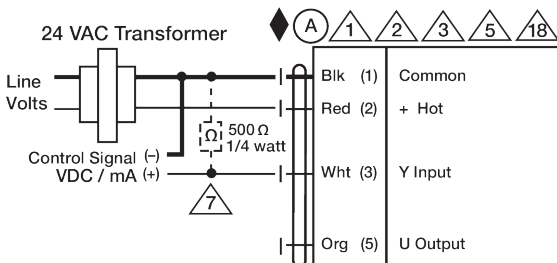 24 VAC Transformer
A 1 2 3 5 18
Line
Volts
Blk (1) Common
Red (2) + Hot
Ω 500 Ω
1/4 watt
Control Signal (–)
VDC / mA (+)
Wht (3) Y Input
7
Org (5) U Output